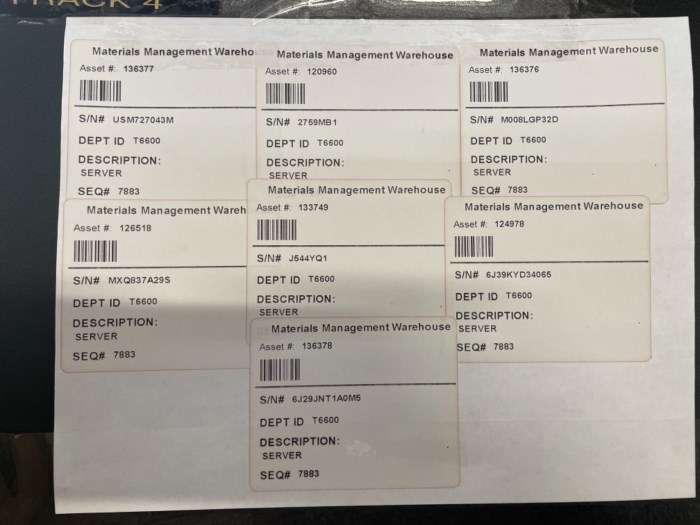 Materials Management Wareho
Asset #: 136377
S/N# USM727043M
DEPT ID T6600
DESCRIPTION:
SERVER
SEQ# 7883
Materials Management Warehouse
Asset #: 120960
S/N# 2759MB1
DEPT ID T6600
DESCRIPTION:
SERVER
Materials Management Warehouse
Asset #: 136376
S/N# M008LGP32D
DEPT ID T6600
DESCRIPTION:
SERVER
SEQ# 7883
Materials Management Wareh
Asset #: 126518
S/N# MXQ837A29S
DEPT ID T6600
DESCRIPTION:
SERVER
SEQ# 7883
Materials Management Warehouse
Asset #: 133749
S/N# J544YQ1
DEPT ID T6600
DESCRIPTION:
SERVER
Materials Management Warehouse
Asset #: 124978
S/N# 6J39KYD34065
DEPT ID T6600
DESCRIPTION:
SERVER
SEQ# 7883
Materials Management Warehouse
Asset #: 136378
S/N# 6J29JNT1A0M5
DEPT ID T6600
DESCRIPTION:
SERVER
SEQ# 7883